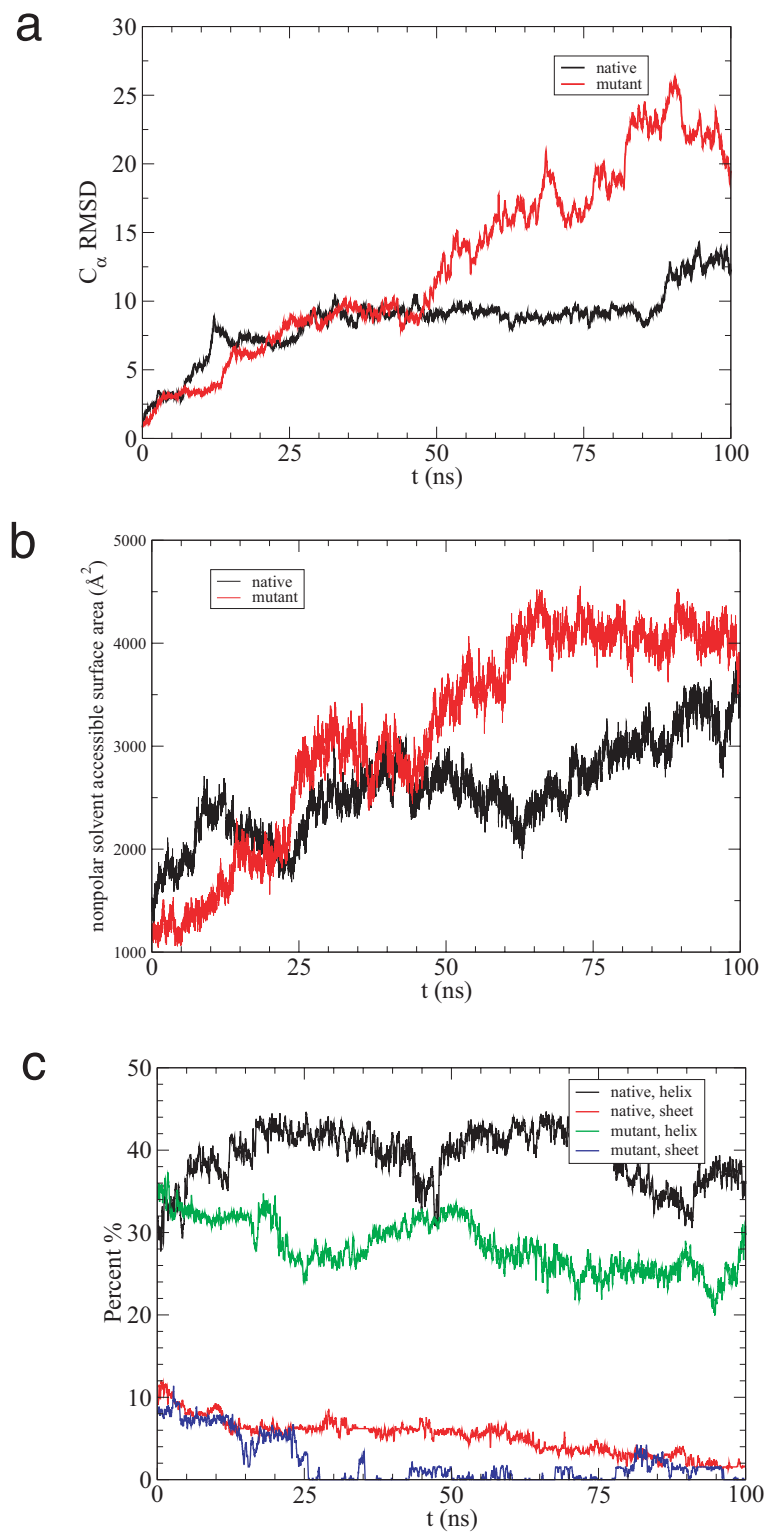 a
30
25
20
15
10
5
0
C_α RMSD
native
mutant
0 25 50 75 100
t (ns)
b
5000
4000
3000
2000
1000
nonpolar solvent accessible surface area (Å²)
native
mutant
0 25 50 75 100
t (ns)
c
50
40
30
20
10
0
Percent %
native, helix
native, sheet
mutant, helix
mutant, sheet
0 25 50 75 100
t (ns)